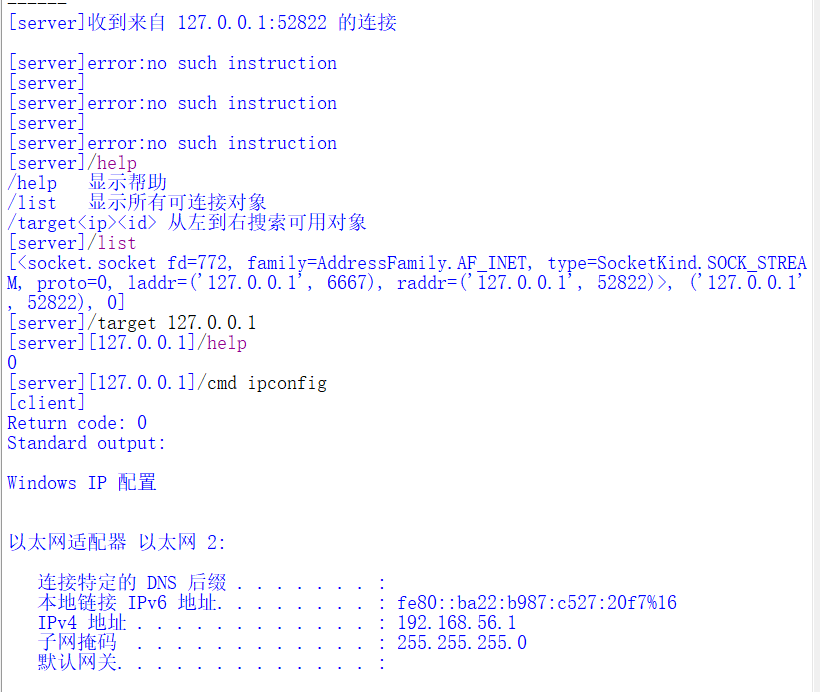 ------
[server]收到来自 127.0.0.1:52822 的连接
[server]error:no such instruction
[server]
[server]error:no such instruction
[server]
[server]error:no such instruction
[server]/help
/help   显示帮助
/list   显示所有可连接对象
/target<ip><id> 从左到右搜索可用对象
[server]/list
[<socket.socket fd=772, family=AddressFamily.AF_INET, type=SocketKind.SOCK_STREA
M, proto=0, laddr=('127.0.0.1', 6667), raddr=('127.0.0.1', 52822)>, ('127.0.0.1'
, 52822), 0]
[server]/target 127.0.0.1
[server][127.0.0.1]/help
0
[server][127.0.0.1]/cmd ipconfig
[client]
Return code: 0
Standard output:
Windows IP 配置
以太网适配器 以太网 2:
   连接特定的 DNS 后缀 . . . . . . . :
   本地链接 IPv6 地址. . . . . . . . : fe80::ba22:b987:c527:20f7%16
   IPv4 地址 . . . . . . . . . . . . : 192.168.56.1
   子网掩码  . . . . . . . . . . . . : 255.255.255.0
   默认网关. . . . . . . . . . . . . :